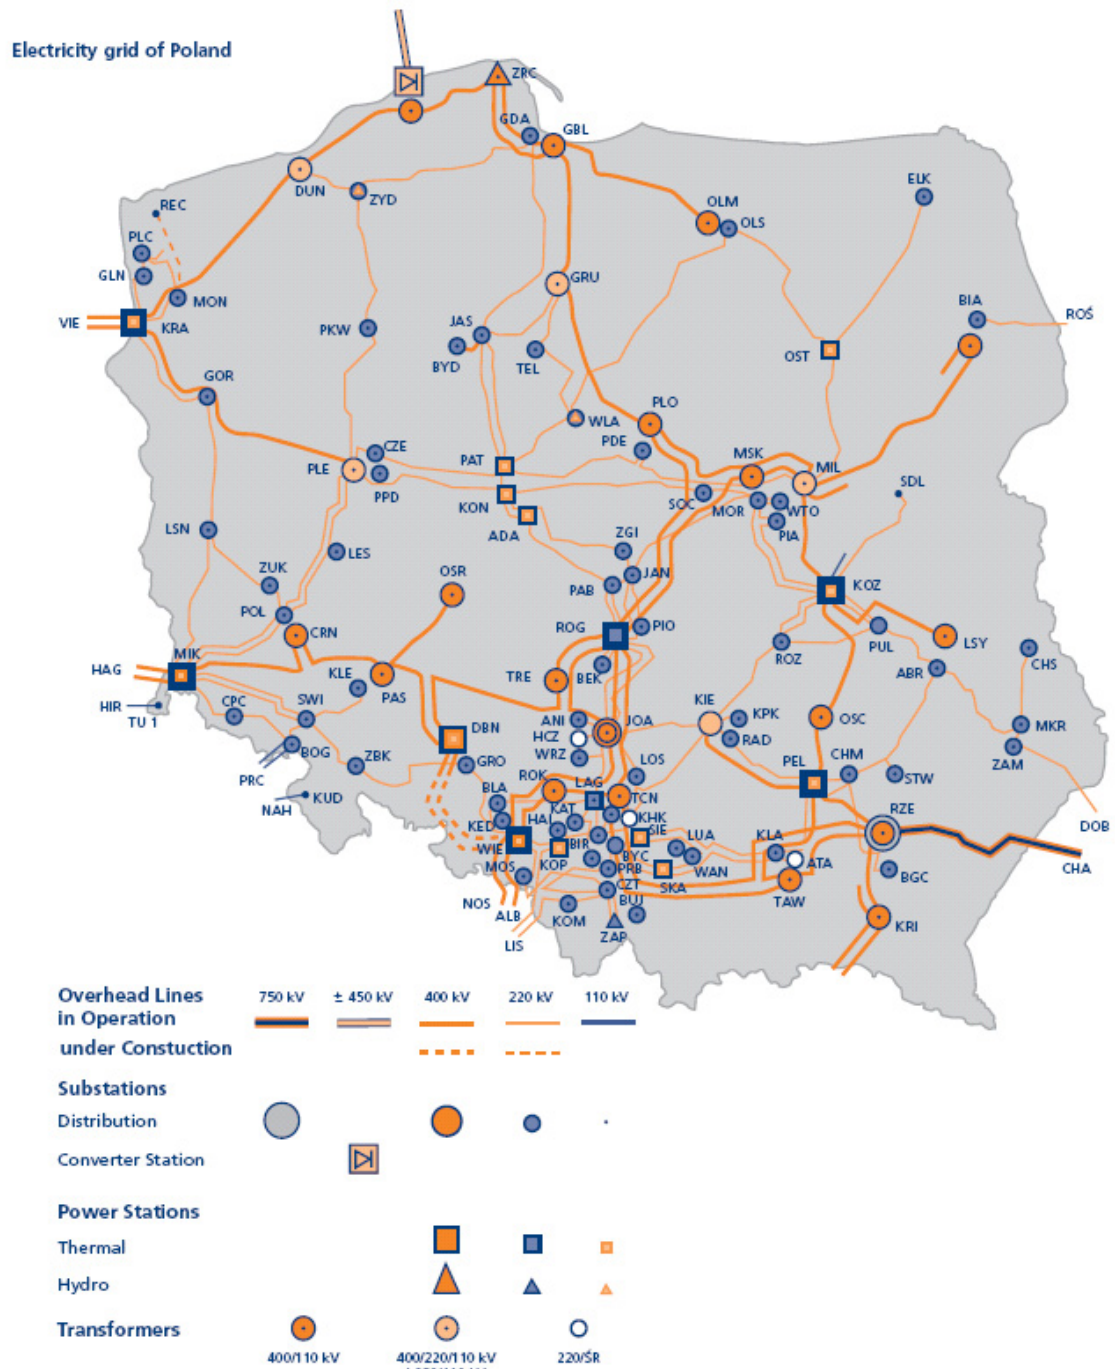 Electricity grid of Poland
ZRC
GDA
GBL
DUN
ZYD
ELK
REC
OLM
OLS
PLC
GLN
GRU
MON
BIA
ROŚ
VIE
KRA
PKW
JAS
BYD
TEL
OST
GOR
PLO
WLA
CZE
PDE
MSK
PLE
PAT
MIL
PPD
SDL
KON
SOC
MOR
WTO
LSN
ADA
PIA
ZGI
LES
ZUK
OSR
JAN
PAB
KOZ
POL
CRN
ROG
PIO
PUL
LSY
MIK
ROZ
CHS
HAG
KLE
PAS
TRE
BEK
ABR
HIR
TU 1
CPC
SWI
KIE
KPK
OSC
ANI
JOA
HCZ
MKR
DBN
RAD
BOG
WRZ
ZAM
PRC
ZBK
GRO
LOS
PEL
CHM
STW
NAH
KUD
BLA
ROK
LAG
TCN
RZE
KAT
KHK
DOB
KED
HAL
SIE
WIE
BIR
LUA
KLA
BYC
MOS
KOP
WAN
ATA
CHA
PRB
BGC
SKA
CZT
TAW
NOS
BUJ
ALB
KOM
KRI
ZAP
LIS
Overhead Lines
in Operation
750 kV
± 450 kV
400 kV
220 kV
110 kV
under Constuction
Substations
Distribution
Converter Station
Power Stations
Thermal
Hydro
Transformers
400/110 kV
400/220/110 kV
220/ŚR